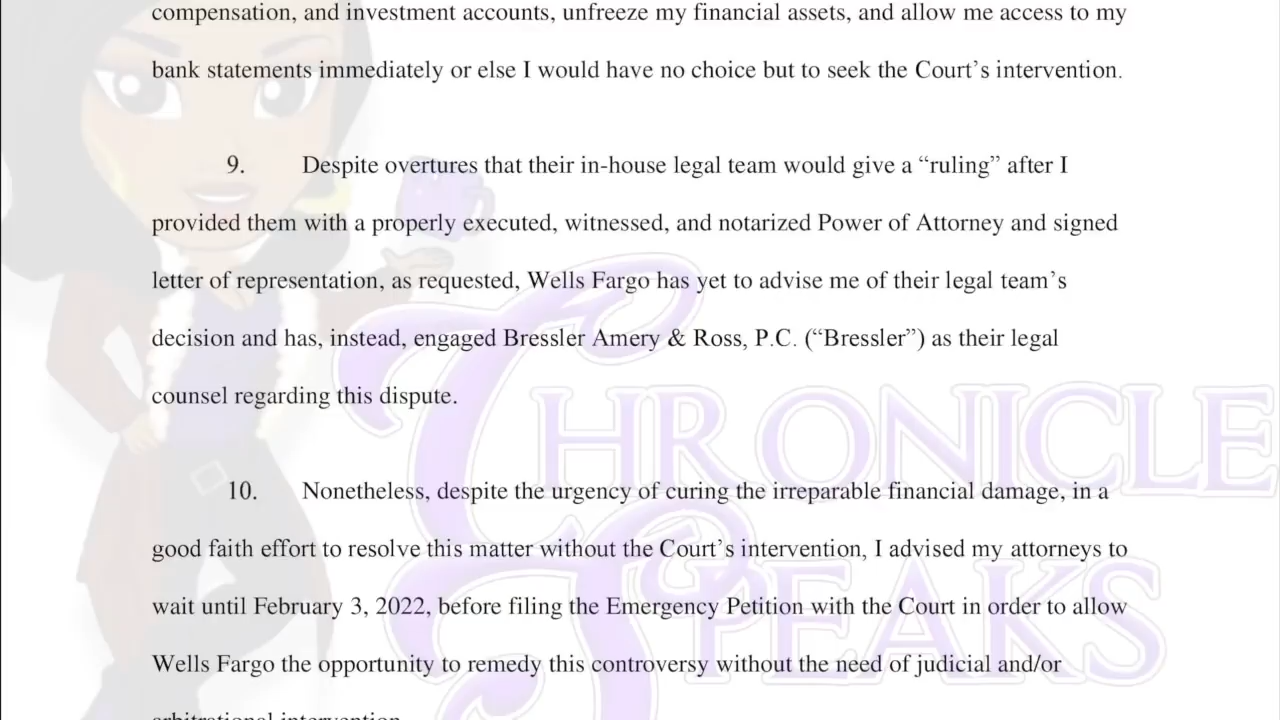 compensation, and investment accounts, unfreeze my financial assets, and allow me access to my
bank statements immediately or else I would have no choice but to seek the Court’s intervention.
9. Despite overtures that their in-house legal team would give a “ruling” after I
provided them with a properly executed, witnessed, and notarized Power of Attorney and signed
letter of representation, as requested, Wells Fargo has yet to advise me of their legal team’s
decision and has, instead, engaged Bressler Amery & Ross, P.C. (“Bressler”) as their legal
counsel regarding this dispute.
10. Nonetheless, despite the urgency of curing the irreparable financial damage, in a
good faith effort to resolve this matter without the Court’s intervention, I advised my attorneys to
wait until February 3, 2022, before filing the Emergency Petition with the Court in order to allow
Wells Fargo the opportunity to remedy this controversy without the need of judicial and/or
arbitrational intervention.
CHRONICLE
SPEAKS